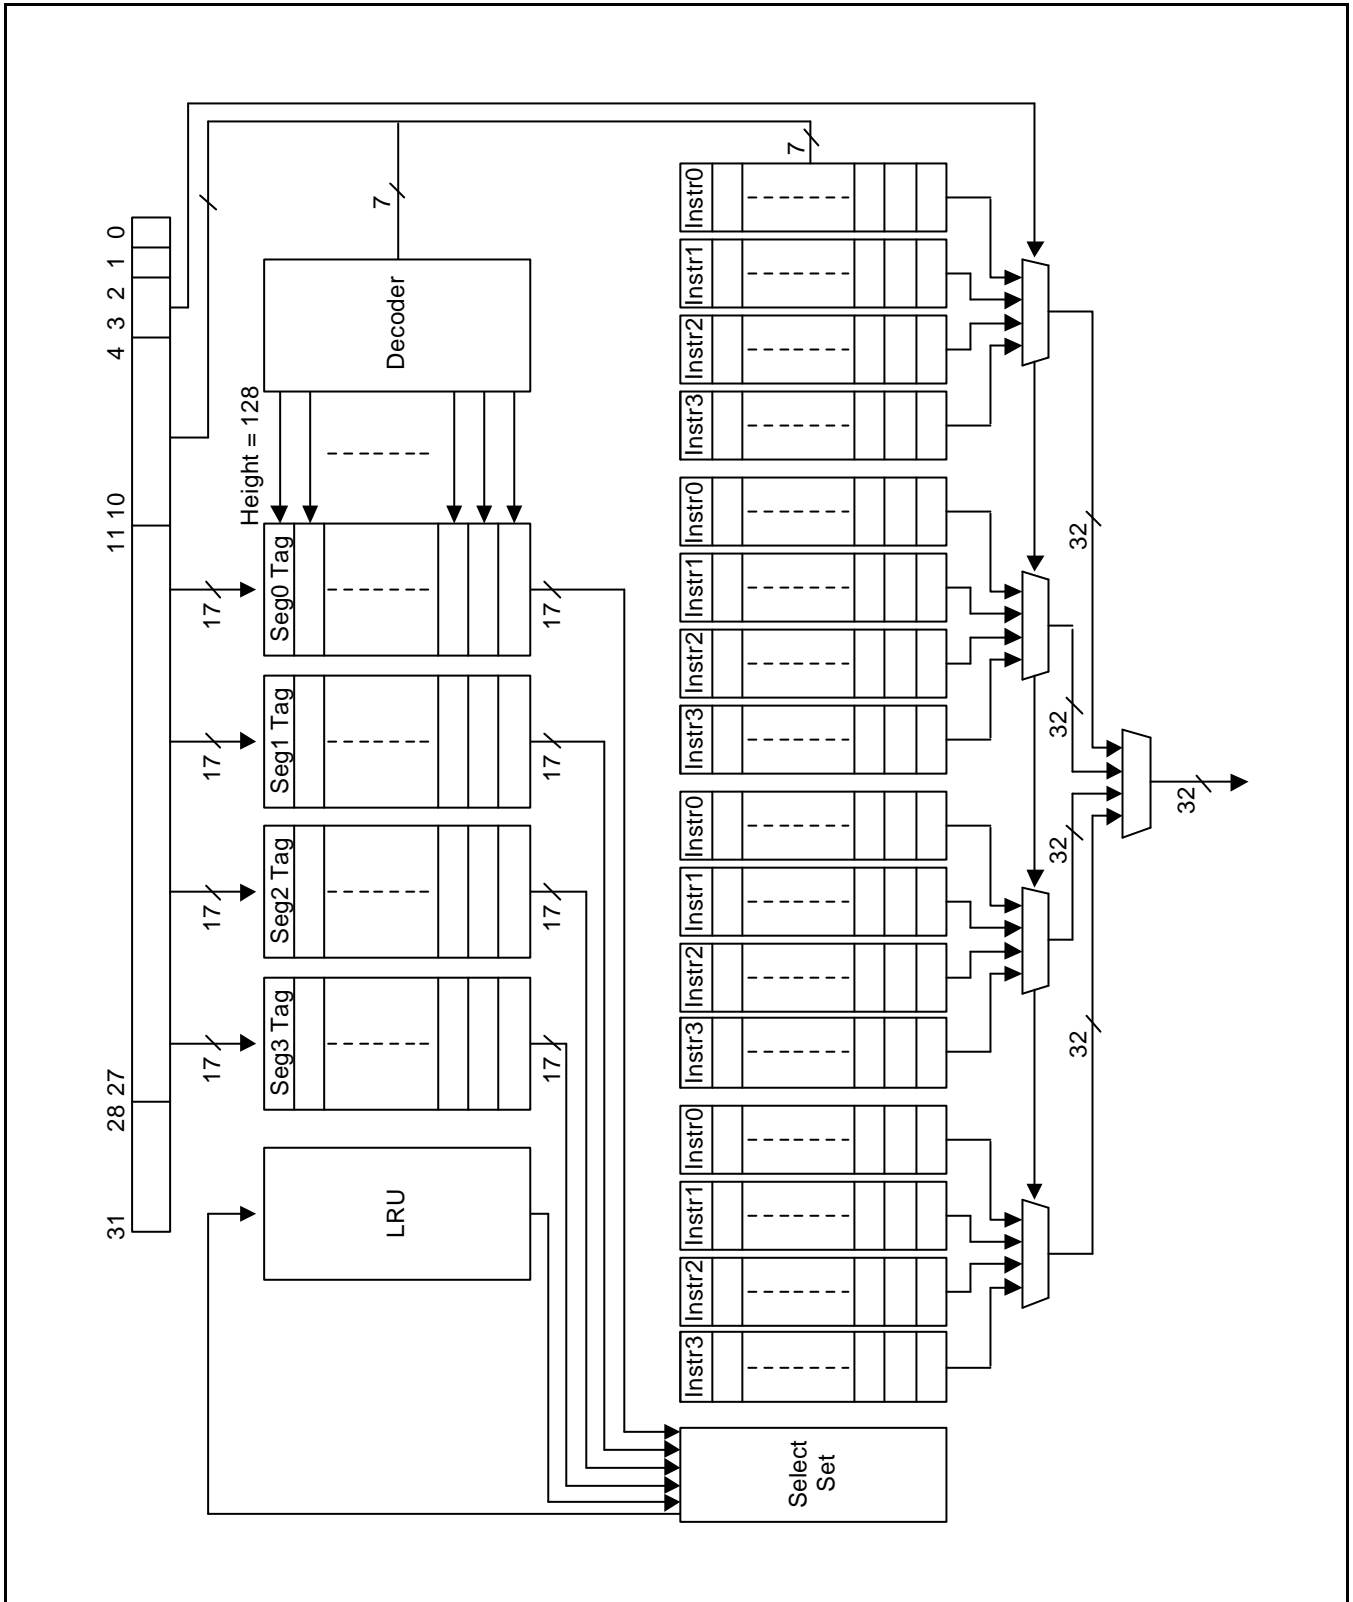 31
28 27
11 10
4
3
2
1
0
7
7
Decoder
Height = 128
17
17
17
17
Seg0 Tag
Seg1 Tag
Seg2 Tag
Seg3 Tag
LRU
17
17
17
17
Instr0
Instr1
Instr2
Instr3
Instr0
Instr1
Instr2
Instr3
Instr0
Instr1
Instr2
Instr3
Instr0
Instr1
Instr2
Instr3
Select
Set
32
32
32
32
32